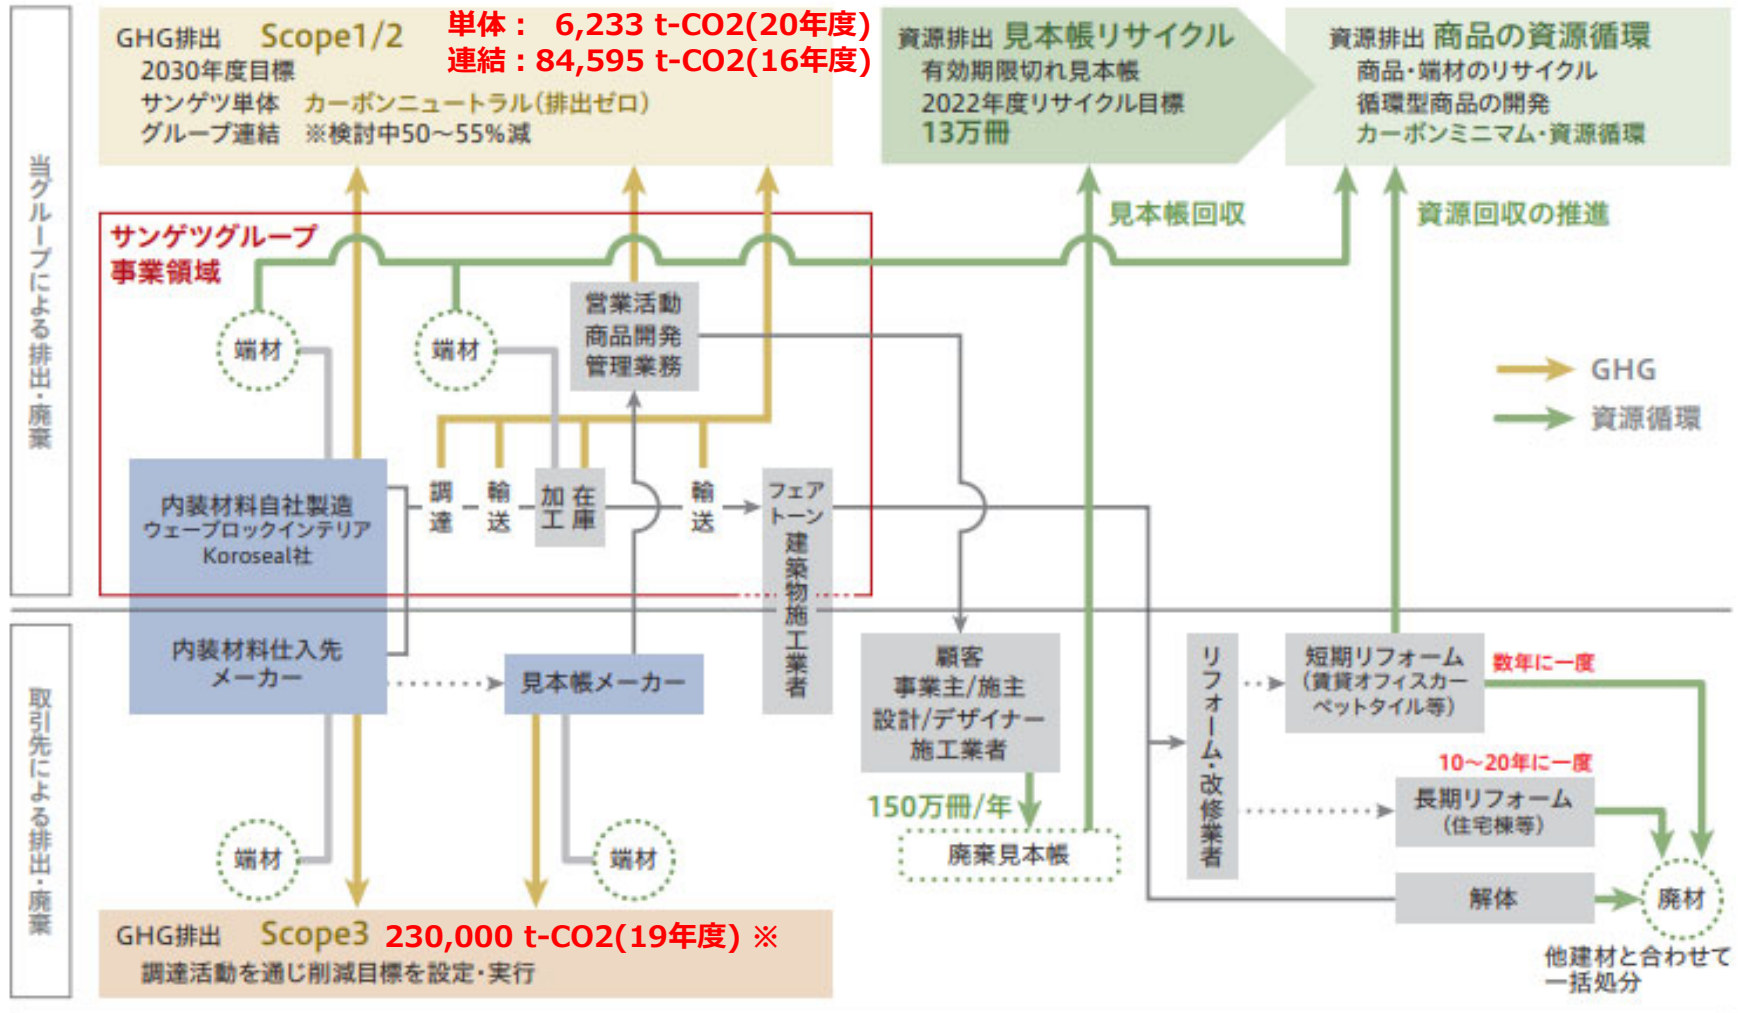 GHG排出 Scope1/2
単体： 6,233 t-CO2(20年度)
連結：84,595 t-CO2(16年度)
2030年度目標
サンゲツ単体 カーボンニュートラル(排出ゼロ)
グループ連結 ※検討中50～55%減
資源排出 見本帳リサイクル
有効期限切れ見本帳
2022年度リサイクル目標
13万冊
資源排出 商品の資源循環
商品・端材のリサイクル
循環型商品の開発
カーボンミニマム・資源循環
当グループによる排出・廃棄
サンゲツグループ
事業領域
見本帳回収
資源回収の推進
端材
端材
営業活動
商品開発
管理業務
GHG
資源循環
内装材料自社製造
ウェーブロックインテリア
Koroseal社
調達
輸送
加工
在庫
輸送
フェア
トーン
建築物施工業者
取引先による排出・廃棄
内装材料仕入先
メーカー
見本帳メーカー
顧客
事業主/施主
設計/デザイナー
施工業者
150万冊/年
廃棄見本帳
リフォーム・改修業者
短期リフォーム
(賃貸オフィスカー
ペットタイル等)
数年に一度
10～20年に一度
長期リフォーム
(住宅棟等)
解体
廃材
他建材と合わせて
一括処分
端材
端材
GHG排出 Scope3 230,000 t-CO2(19年度) ※
調達活動を通じ削減目標を設定・実行